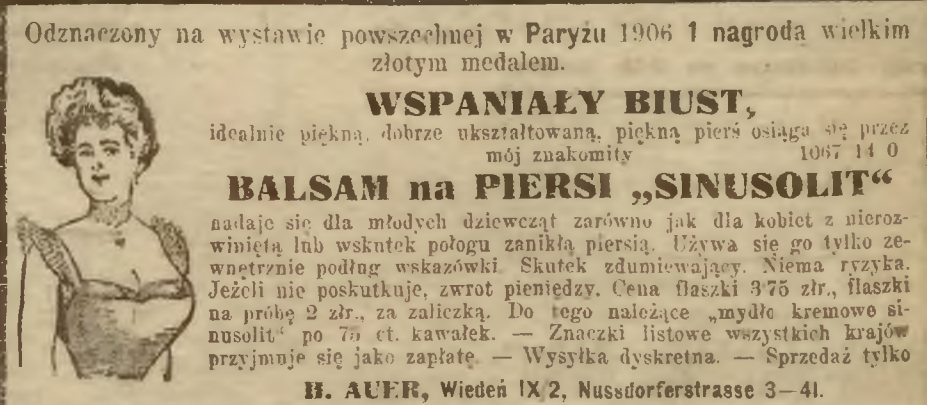 Odznaczony na wystawie powszechnej w Paryżu 1906 1 nagrodą wielkim
złotym medalem.
WSPANIAŁY BIUST,
idealnie piękną, dobrze ukształtowaną, piękną pierś osiąga się przez
mój znakomity 1067 14 0
BALSAM na PIERSI „SINUSOLIT“
nadaje się dla młodych dziewcząt zarówno jak dla kobiet z nieroz-
winiętą lub wskutek połogu zanikłą piersią. Używa się go tylko ze-
wnętrznie podług wskazówki. Skutek zdumiewający. Niema ryzyka.
Jeżeli nie poskutkuje, zwrot pieniędzy. Cena flaszki 3·75 złr., flaszki
na próbę 2 złr., za zaliczką. Do tego należące „mydło kremowe si-
nusolit“ po 75 ct. kawałek. — Znaczki listowe wszystkich krajów
przyjmuje się jako zapłatę. — Wysyłka dyskretna. — Sprzedaż tylko
H. AUER, Wiedeń IX/2, Nussdorferstrasse 3—41.